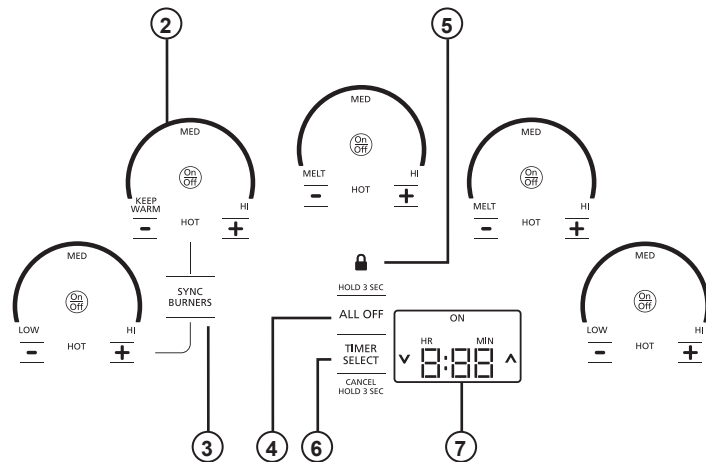 2
5
MED
On
Off
KEEP
WARM
HI
-
HOT
+
MED
On
Off
MELT
HI
-
HOT
+
MED
On
Off
MELT
HI
-
HOT
+
MED
On
Off
LOW
HI
-
HOT
+
SYNC
BURNERS
HOLD 3 SEC
ALL OFF
TIMER
SELECT
CANCEL
HOLD 3 SEC
ON
HR MIN
8:88
MED
On
Off
LOW
HI
-
HOT
+
3
4
6
7